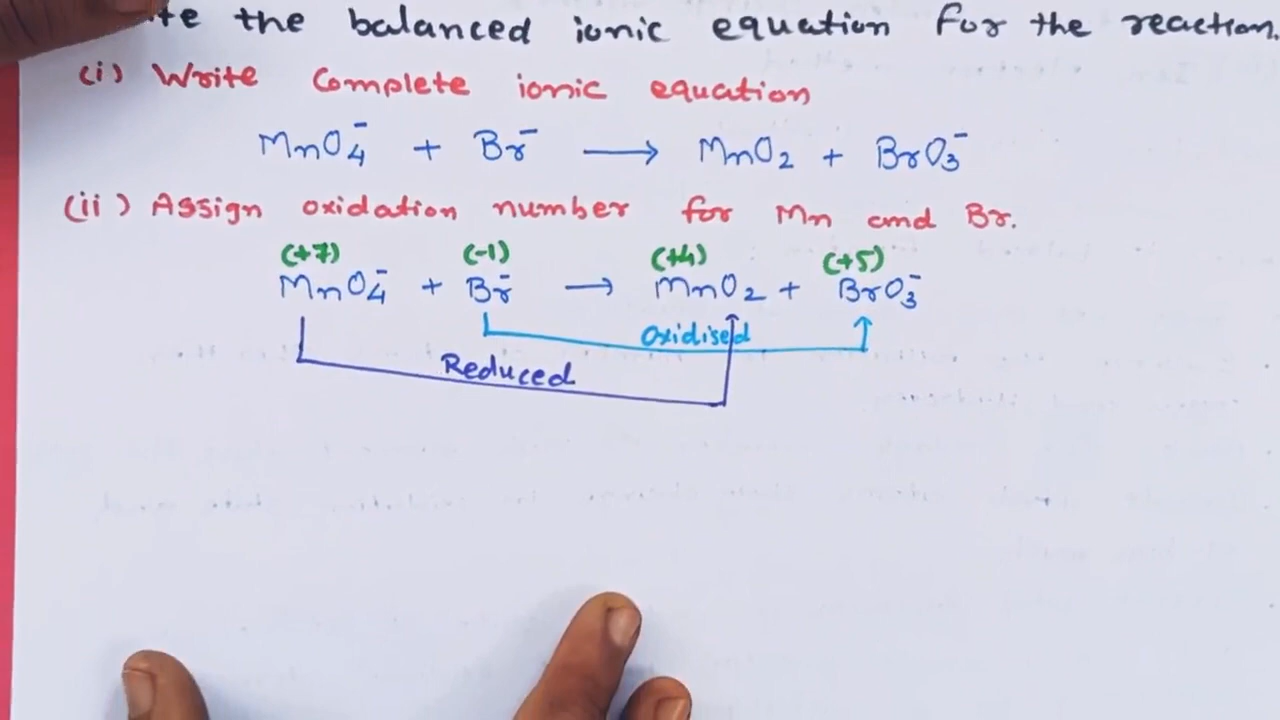 the balanced ionic equation for the reaction.
(i) Write Complete ionic equation
MnO₄⁻ + Br⁻ ⟶ MnO₂ + BrO₃⁻
(ii) Assign oxidation number for Mn and Br.
(+7) (-1) (+4) (+5)
MnO₄⁻ + Br⁻ → MnO₂ + BrO₃⁻
Oxidised
Reduced